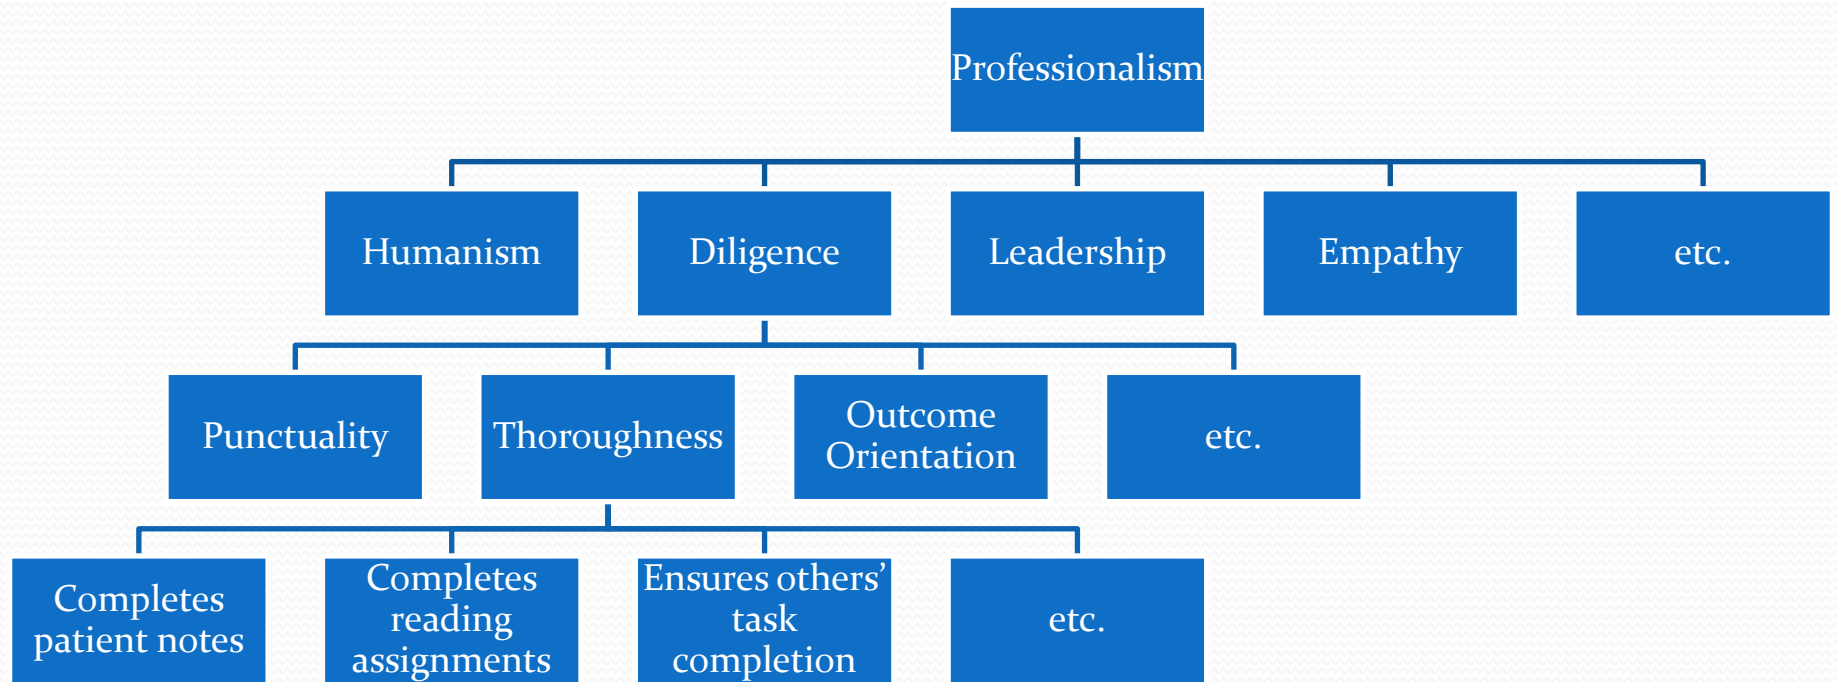 Professionalism
Humanism
Diligence
Leadership
Empathy
etc.
Punctuality
Thoroughness
Outcome
Orientation
etc.
Completes
patient notes
Completes
reading
assignments
Ensures others’
task
completion
etc.